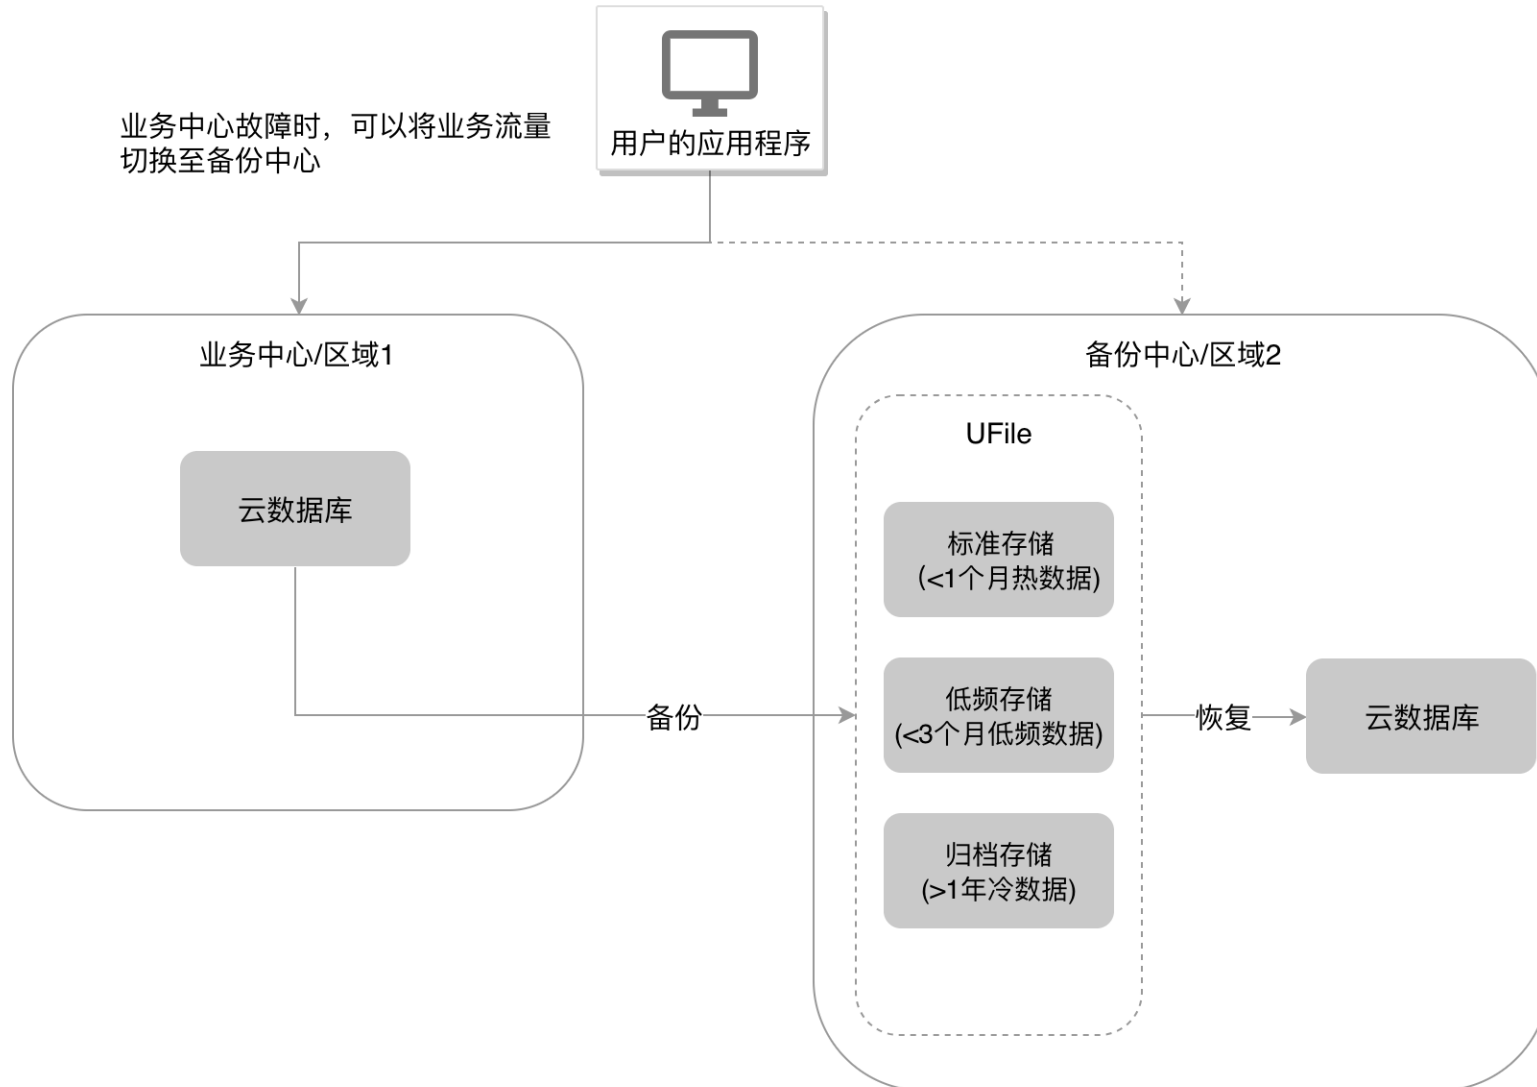 用户的应用程序
业务中心故障时，可以将业务流量
切换至备份中心
业务中心/区域1
云数据库
备份
备份中心/区域2
UFile
标准存储
（<1个月热数据)
低频存储
(<3个月低频数据)
归档存储
(>1年冷数据)
恢复
云数据库